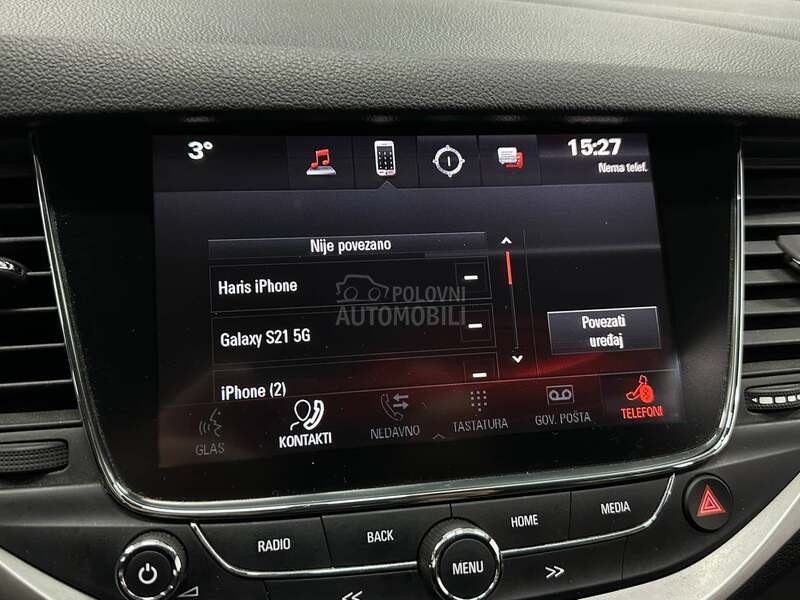 3°
15:27
Nema telef.
Nije povezano
Haris iPhone
Galaxy S21 5G
iPhone (2)
Povezati
uređaj
POLOVNI
AUTOMOBILI
GLAS
KONTAKTI
NEDAVNO
TASTATURA
GOV. POŠTA
TELEFONI
RADIO
BACK
HOME
MEDIA
MENU